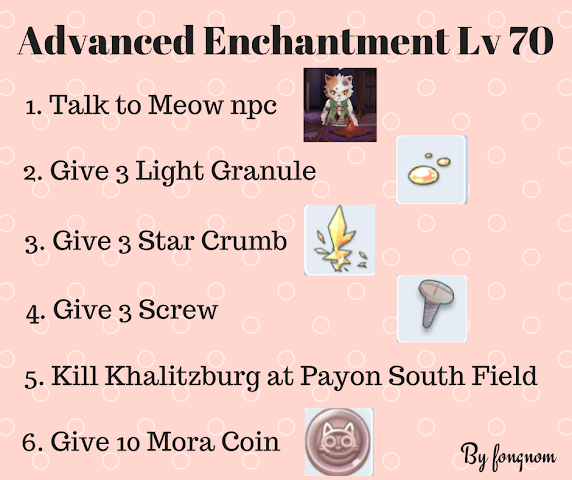 Advanced Enchantment Lv 70
1. Talk to Meow npc
2. Give 3 Light Granule
3. Give 3 Star Crumb
4. Give 3 Screw
5. Kill Khalitzburg at Payon South Field
6. Give 10 Mora Coin
By fongnom